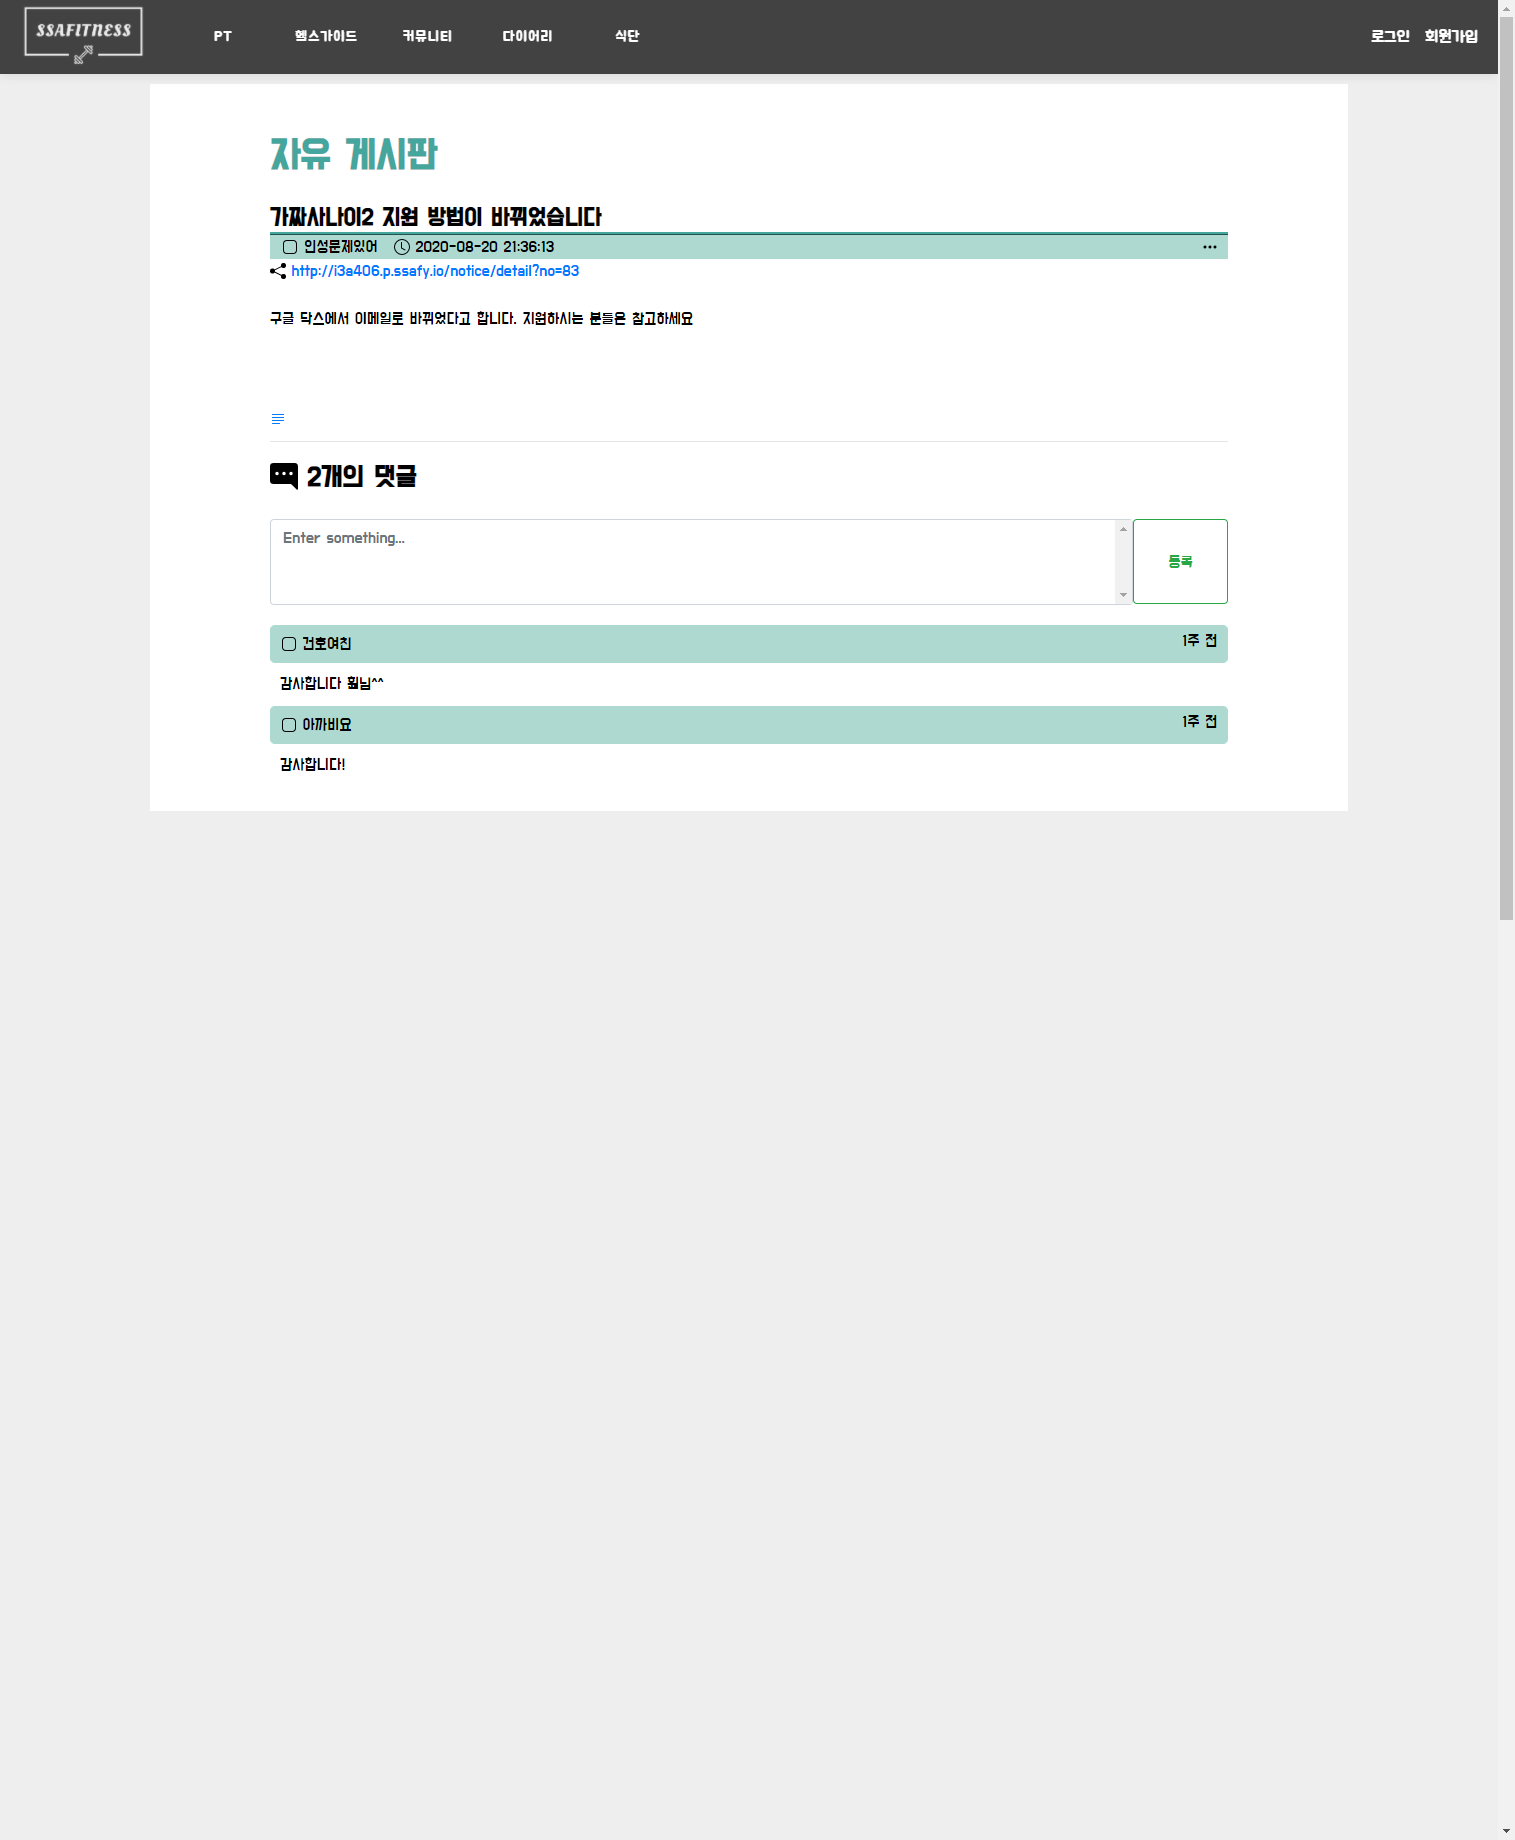 SSAFITNESS
PT 헬스가이드 커뮤니티 다이어리 식단 로그인 회원가입
자유 게시판
가짜사나이2 지원 방법이 바뀌었습니다
인성문제있어 2020-08-20 21:36:13
http://i3a406.p.ssafy.io/notice/detail?no=83
구글 닥스에서 이메일로 바뀌었다고 합니다. 지원하시는 분들은 참고하세요
2개의 댓글
Enter something...
등록
건호여친 1주 전
감사합니다 훨님^^
아까비요 1주 전
감사합니다!